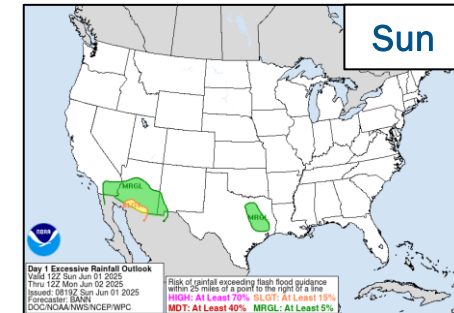 Sun
MRGL
SLGT
MRGL
NOAA
Day 1 Excessive Rainfall Outlook
Valid 12Z Sun Jun 01 2025
Thru 12Z Mon Jun 02 2025
Issued: 0819Z Sun Jun 01 2025
Forecaster: BANN
DOC/NOAA/NWS/NCEP/WPC
Risk of rainfall exceeding flash flood guidance
within 25 miles of a point to the right of a line
HIGH: At Least 70% SLGT: At Least 15%
MDT: At Least 40% MRGL: At Least 5%